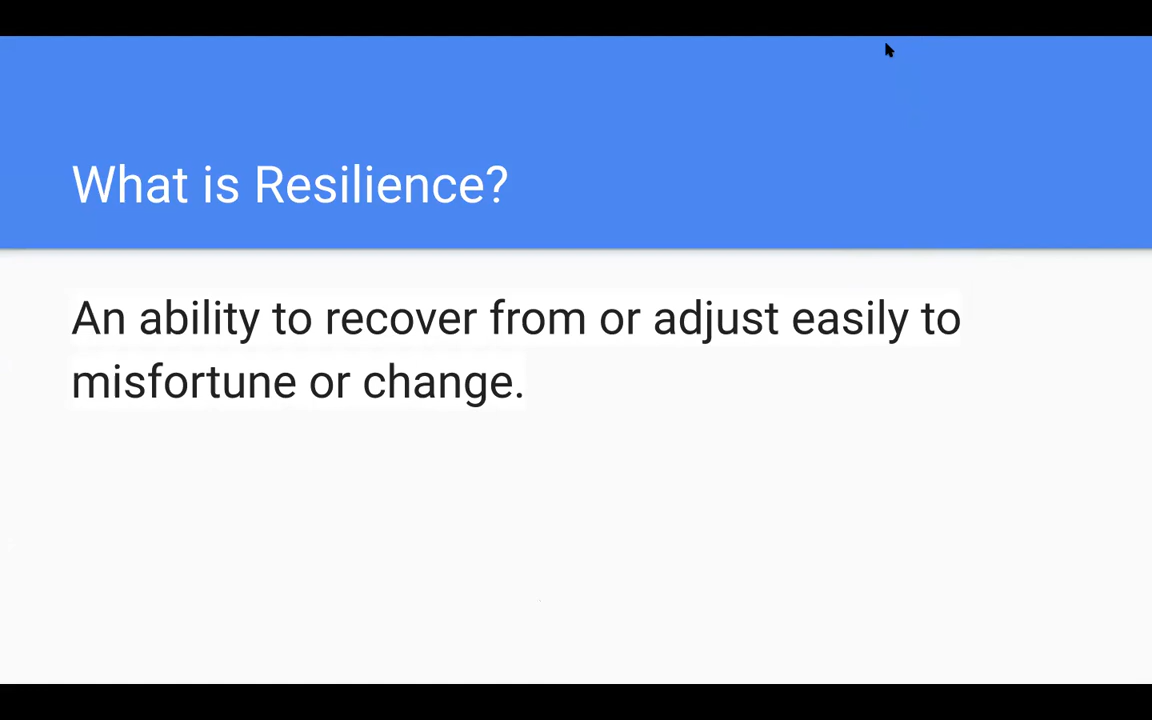 What is Resilience?
An ability to recover from or adjust easily to
misfortune or change.